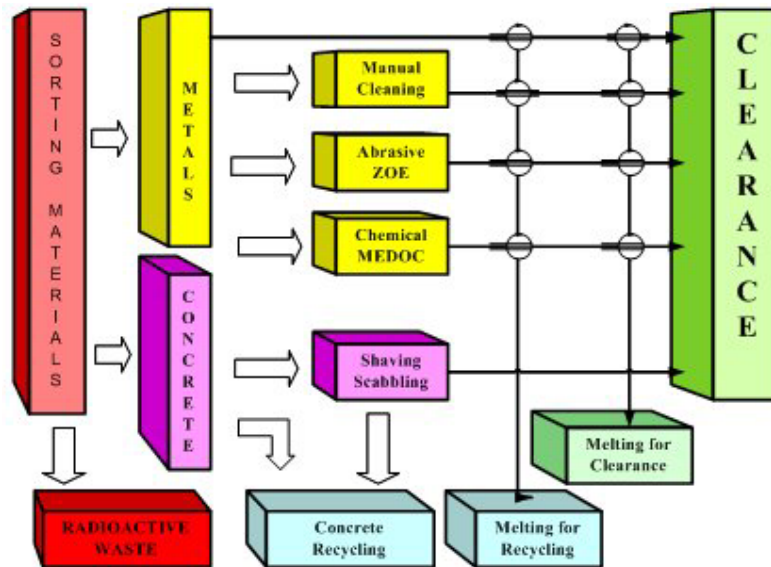 SORTING MATERIALS
METALS
Manual
Cleaning
Abrasive
ZOE
Chemical
MEDOC
CLEARANCE
CONCRETE
Shaving
Scabbling
Melting for
Clearance
RADIOACTIVE
WASTE
Concrete
Recycling
Melting for
Recycling